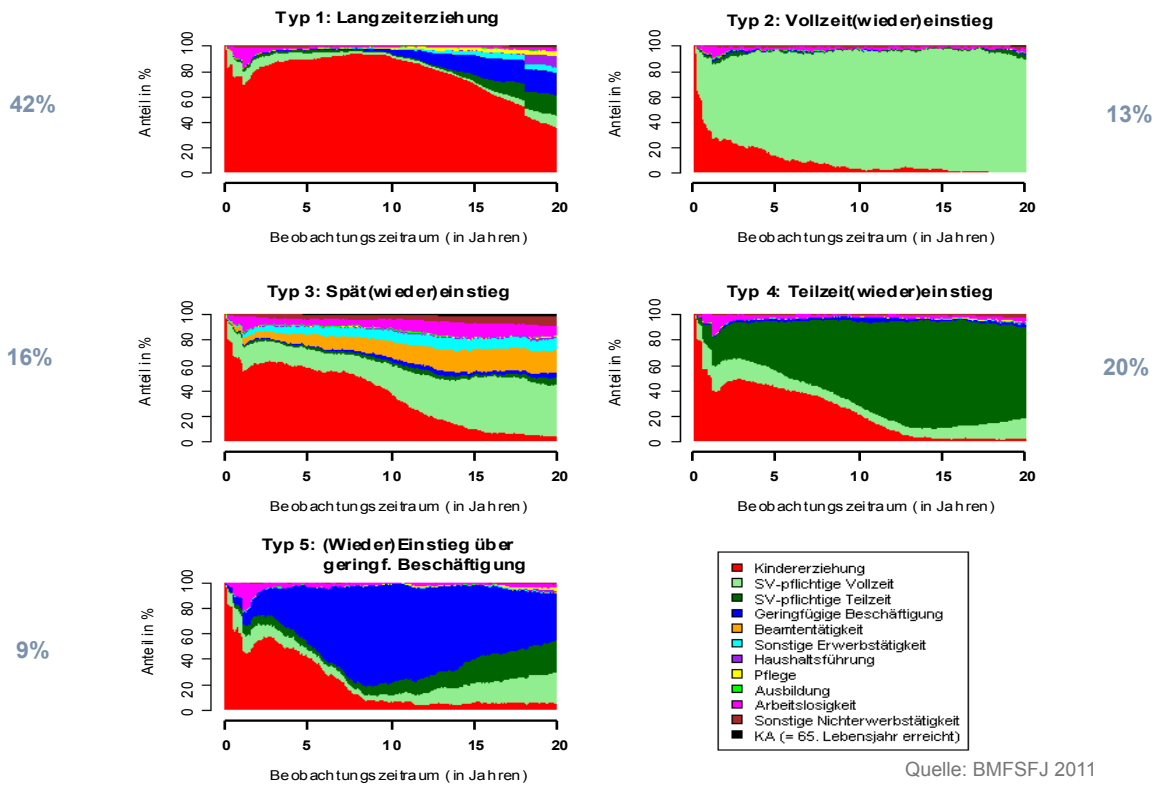 Typ 1: Langzeiterziehung
42%
Anteil in %
0 20 40 60 80 100
0 5 10 15 20
Beobachtungszeitraum (in Jahren)
Typ 2: Vollzeit(wieder)einstieg
13%
Anteil in %
0 20 40 60 80 100
0 5 10 15 20
Beobachtungszeitraum (in Jahren)
Typ 3: Spät(wieder)einstieg
16%
Anteil in %
0 20 40 60 80 100
0 5 10 15 20
Beobachtungszeitraum (in Jahren)
Typ 4: Teilzeit(wieder)einstieg
20%
Anteil in %
0 20 40 60 80 100
0 5 10 15 20
Beobachtungszeitraum (in Jahren)
Typ 5: (Wieder)Einstieg über
geringf. Beschäftigung
9%
Anteil in %
0 20 40 60 80 100
0 5 10 15 20
Beobachtungszeitraum (in Jahren)
Kindererziehung
SV-pflichtige Vollzeit
SV-pflichtige Teilzeit
Geringfügige Beschäftigung
Beamtentätigkeit
Sonstige Erwerbstätigkeit
Haushaltsführung
Pflege
Ausbildung
Arbeitslosigkeit
Sonstige Nichterwerbstätigkeit
KA (= 65. Lebensjahr erreicht)
Quelle: BMFSFJ 2011